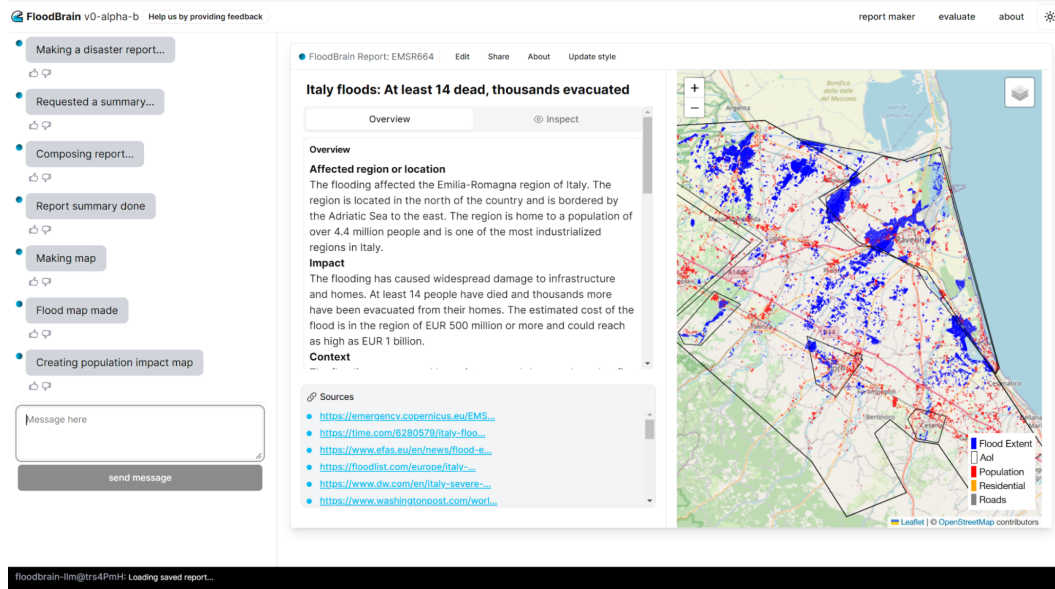 FloodBrain v0-alpha-b Help us by providing feedback
report maker evaluate about
Making a disaster report...
Requested a summary...
Composing report...
Report summary done
Making map
Flood map made
Creating population impact map
Message here
send message
FloodBrain Report: EMSR664 Edit Share About Update style
Italy floods: At least 14 dead, thousands evacuated
Overview Inspect
Overview
Affected region or location
The flooding affected the Emilia-Romagna region of Italy. The
region is located in the north of the country and is bordered by
the Adriatic Sea to the east. The region is home to a population of
over 4.4 million people and is one of the most industrialized
regions in Italy.
Impact
The flooding has caused widespread damage to infrastructure
and homes. At least 14 people have died and thousands more
have been evacuated from their homes. The estimated cost of the
flood is in the region of EUR 500 million or more and could reach
as high as EUR 1 billion.
Context
Sources
https://emergency.copernicus.eu/EMS...
https://time.com/6280579/italy-floo...
https://www.efas.eu/en/news/flood-e...
https://floodlist.com/europe/italy-...
https://www.dw.com/en/italy-severe-...
https://www.washingtonpost.com/worl...
+
−
Bonifica
delle Valle
del Mezzano
Argenta
Ravenna
A14
Cesenatico
Bertinoro
Cesena
Flood Extent
AoI
Population
Residential
Roads
Leaflet | © OpenStreetMap contributors
floodbrain-llm@trs4PmH: Loading saved report...